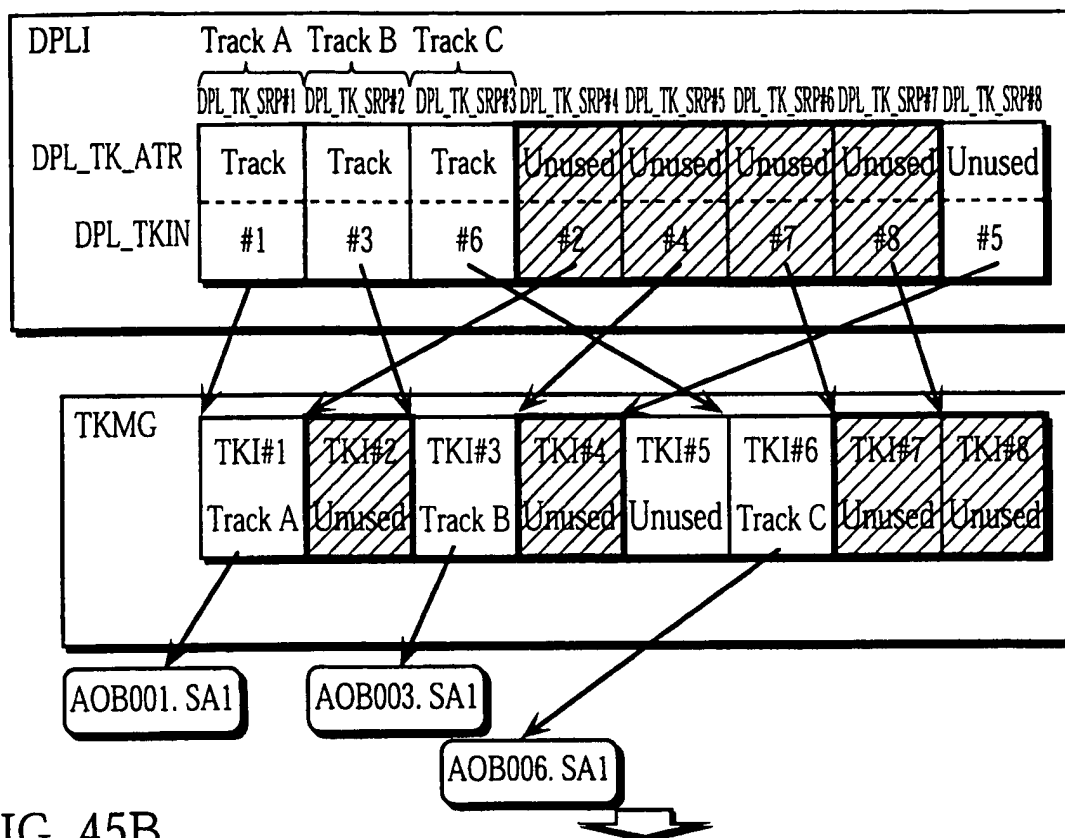 DPLI Track A Track B Track C
DPL_TK_SRP#1 DPL_TK_SRP#2 DPL_TK_SRP#3 DPL_TK_SRP#4 DPL_TK_SRP#5 DPL_TK_SRP#6 DPL_TK_SRP#7 DPL_TK_SRP#8
DPL_TK_ATR Track Track Track Unused Unused Unused Unused Unused
DPL_TKIN #1 #3 #6 #2 #4 #7 #8 #5
TKMG
TKI#1 TKI#2 TKI#3 TKI#4 TKI#5 TKI#6 TKI#7 TKI#8
Track A Unused Track B Unused Unused Track C Unused Unused
AOB001. SA1 AOB003. SA1
AOB006. SA1
IG. 45B